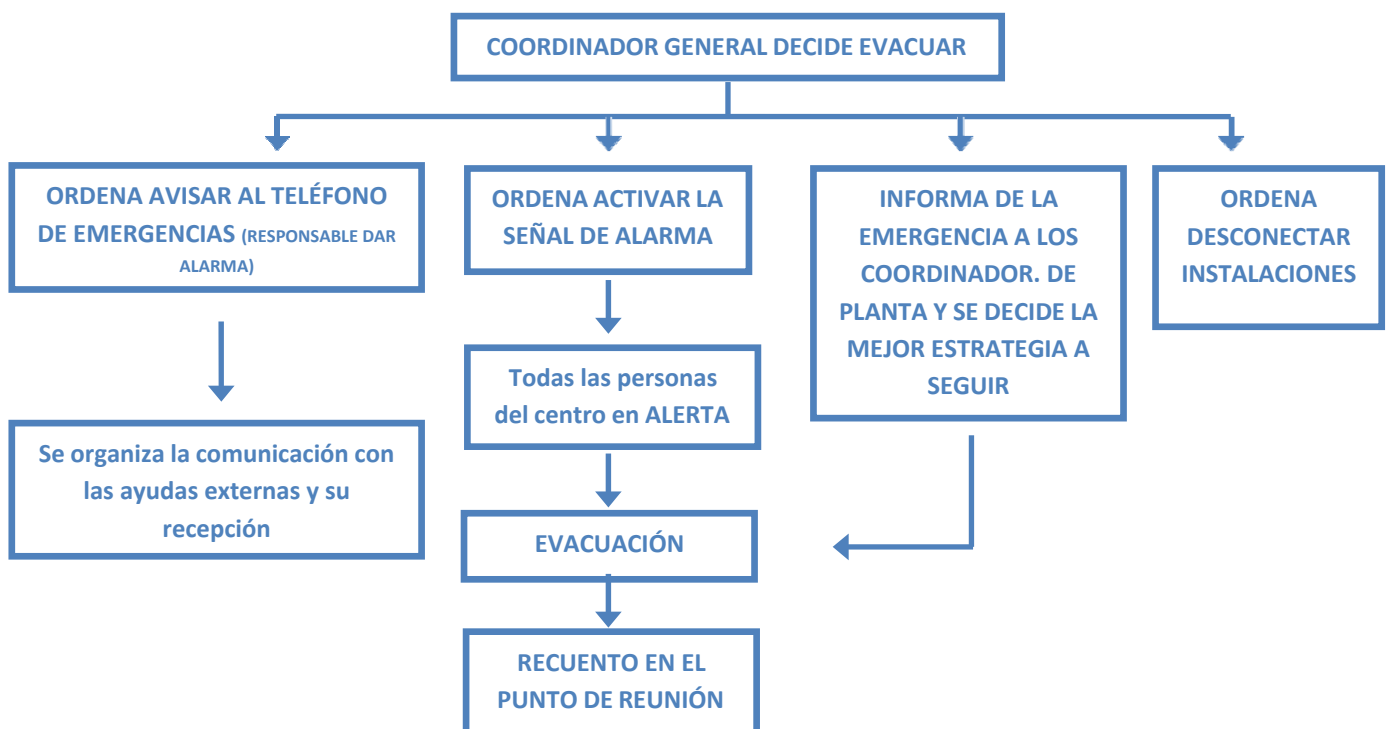 COORDINADOR GENERAL DECIDE EVACUAR
ORDENA AVISAR AL TELÉFONO
DE EMERGENCIAS (RESPONSABLE DAR
ALARMA)
ORDENA ACTIVAR LA
SEÑAL DE ALARMA
INFORMA DE LA
EMERGENCIA A LOS
COORDINADOR. DE
PLANTA Y SE DECIDE LA
MEJOR ESTRATEGIA A
SEGUIR
ORDENA
DESCONECTAR
INSTALACIONES
Todas las personas
del centro en ALERTA
Se organiza la comunicación con
las ayudas externas y su
recepción
EVACUACIÓN
RECUENTO EN EL
PUNTO DE REUNIÓN